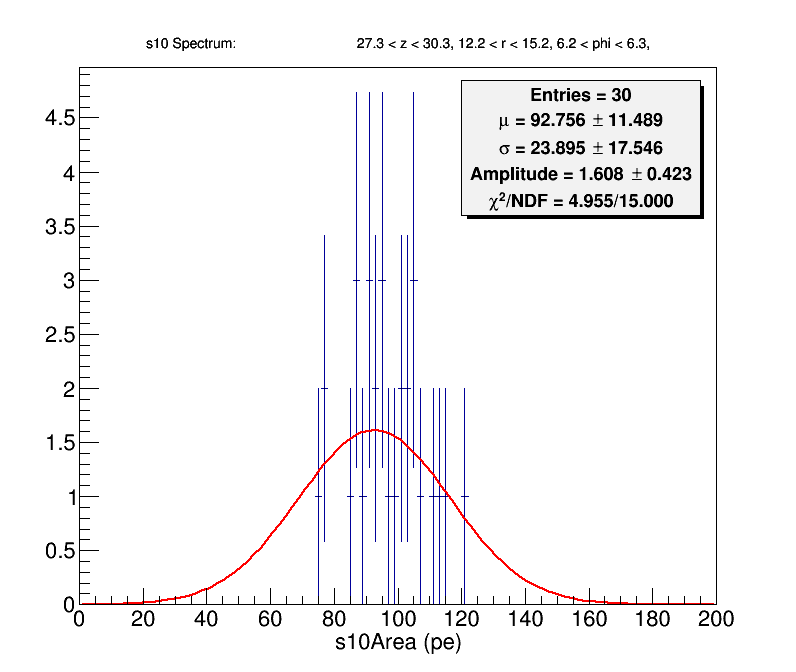 s10 Spectrum: 27.3 < z < 30.3, 12.2 < r < 15.2, 6.2 < phi < 6.3,
Entries = 30
μ = 92.756 ± 11.489
σ = 23.895 ± 17.546
Amplitude = 1.608 ± 0.423
χ²/NDF = 4.955/15.000
4.5
4
3.5
3
2.5
2
1.5
1
0.5
0
0 20 40 60 80 100 120 140 160 180 200
s10Area (pe)